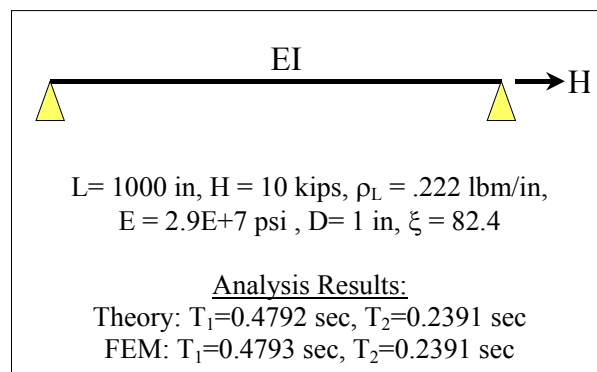 EI
H
L= 1000 in, H = 10 kips, ρL = .222 lbm/in,
E = 2.9E+7 psi , D= 1 in, ξ = 82.4
Analysis Results:
Theory: T1=0.4792 sec, T2=0.2391 sec
FEM: T1=0.4793 sec, T2=0.2391 sec